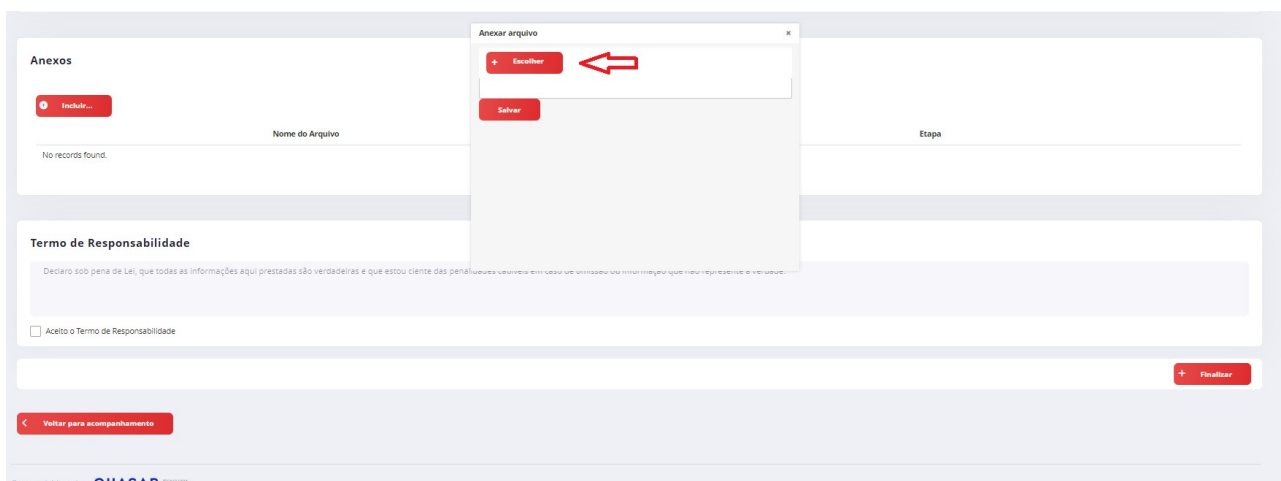 Anexar arquivo
Escolher
Salvar
Anexos
Incluir...
Nome do Arquivo
Etapa
No records found.
Termo de Responsabilidade
Declaro sob pena de Lei, que todas as informações aqui prestadas são verdadeiras e que estou ciente das penalidades cabíveis em caso de omissão ou informação que não represente a verdade.
Aceito o Termo de Responsabilidade
Finalizar
Voltar para acompanhamento
QUASAR